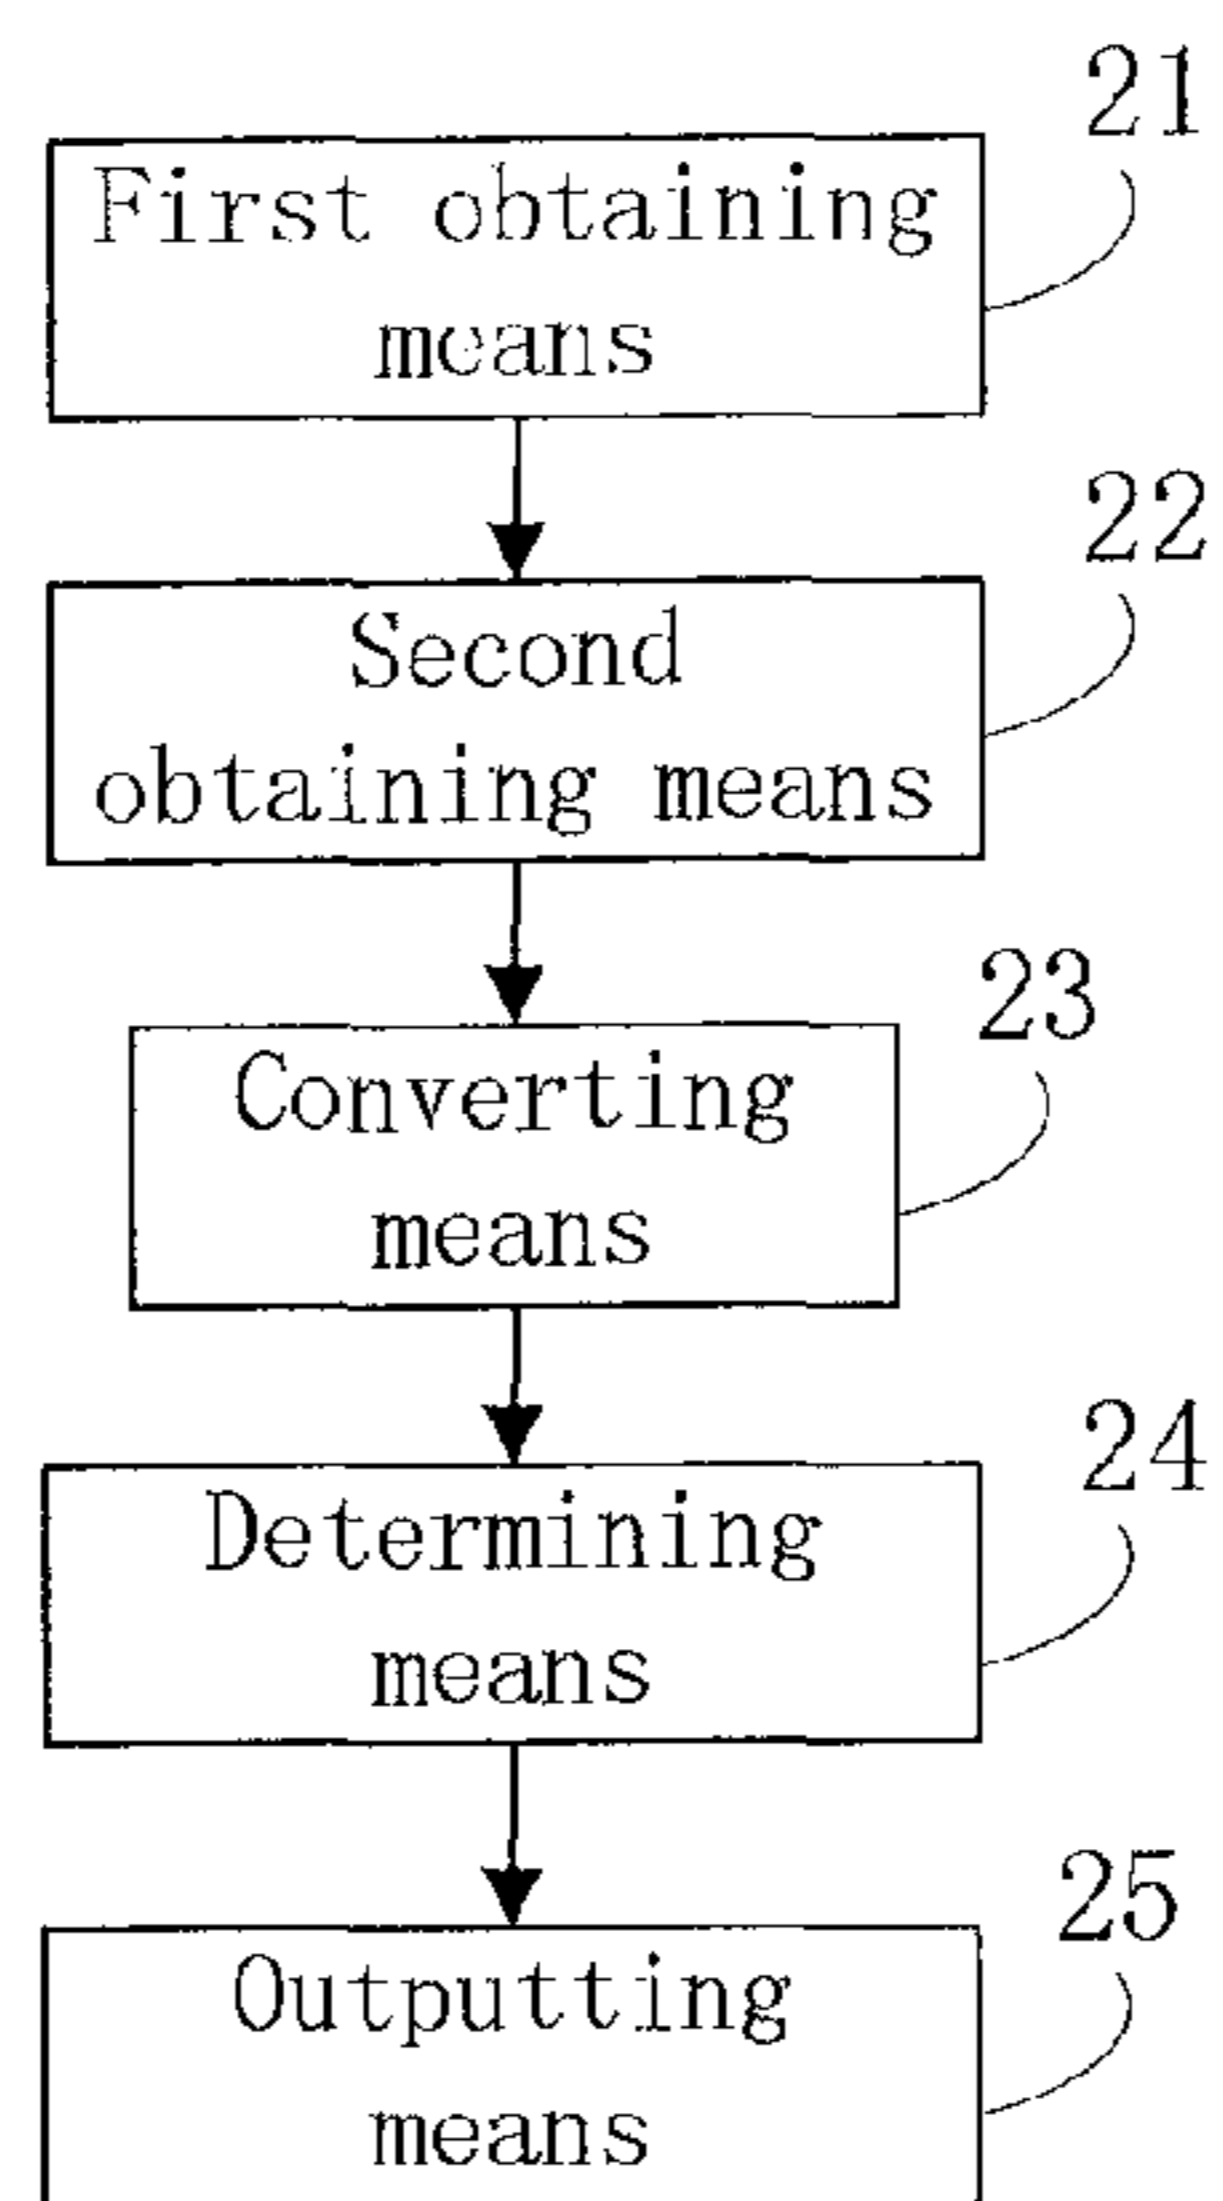 21
First obtaining
means
22
Second
obtaining means
23
Converting
means
24
Determining
means
25
Outputting
means